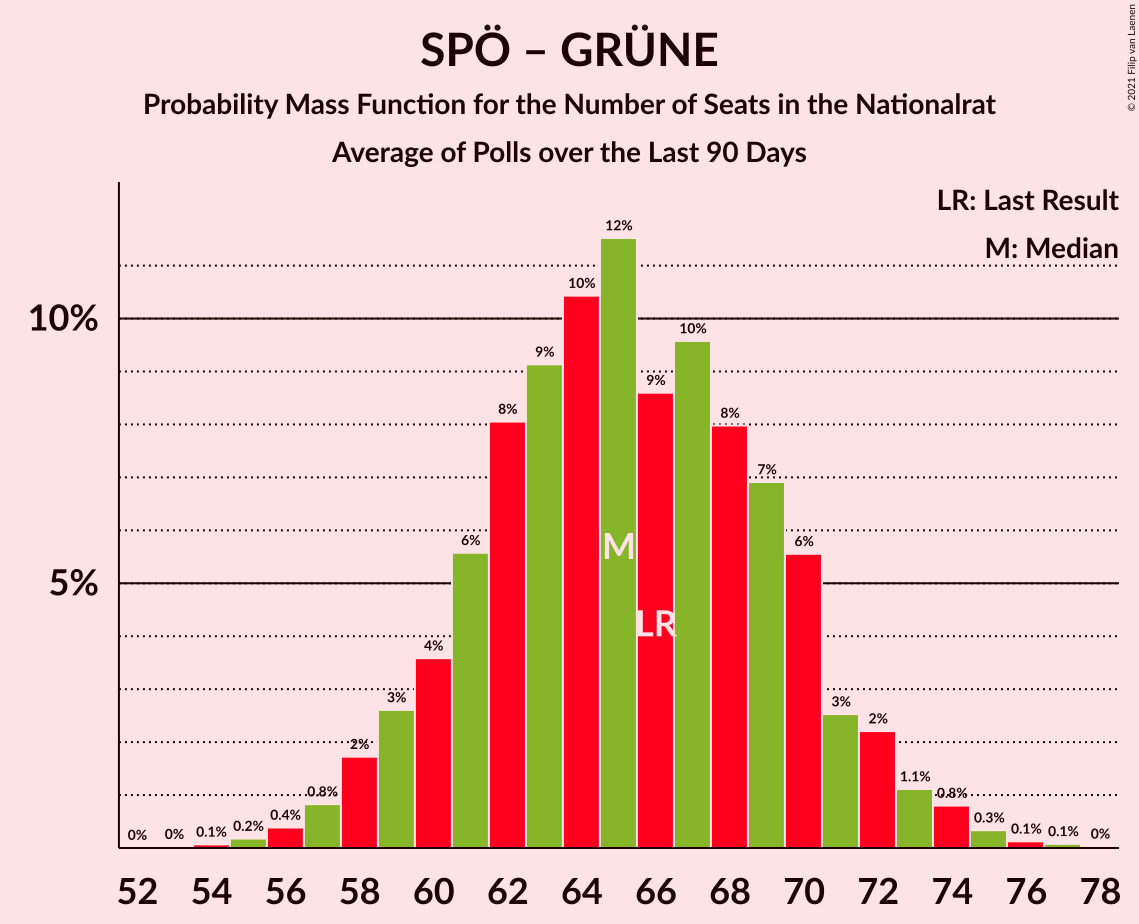 SPÖ – GRÜNE
Probability Mass Function for the Number of Seats in the Nationalrat
Average of Polls over the Last 90 Days
© 2021 Filip van Laenen
LR: Last Result
M: Median
10%
5%
0% 0% 0.1% 0.2% 0.4% 0.8% 2% 3% 4% 6% 8% 9% 10% 12% 9% 10% 8% 7% 6% 3% 2% 1.1% 0.8% 0.3% 0.1% 0.1% 0%
M
LR
52 54 56 58 60 62 64 66 68 70 72 74 76 78